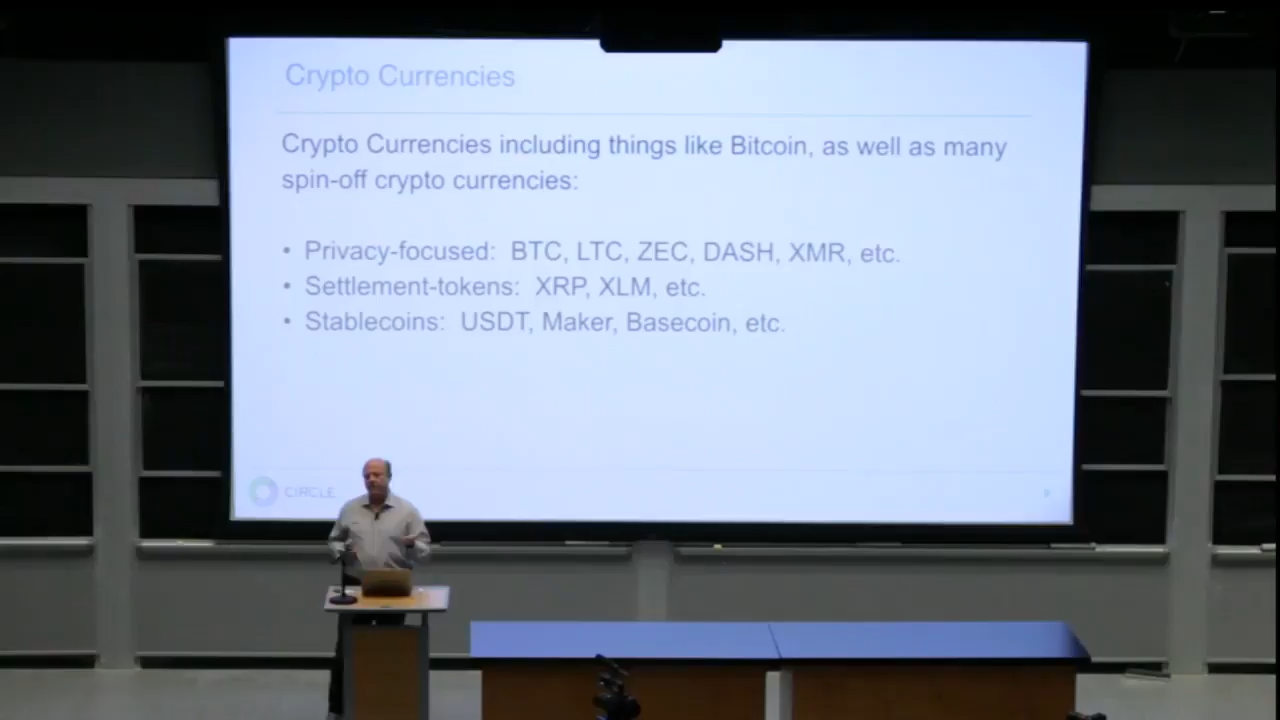 Crypto Currencies
Crypto Currencies including things like Bitcoin, as well as many
spin-off crypto currencies:
• Privacy-focused: BTC, LTC, ZEC, DASH, XMR, etc.
• Settlement-tokens: XRP, XLM, etc.
• Stablecoins: USDT, Maker, Basecoin, etc.
CIRCLE